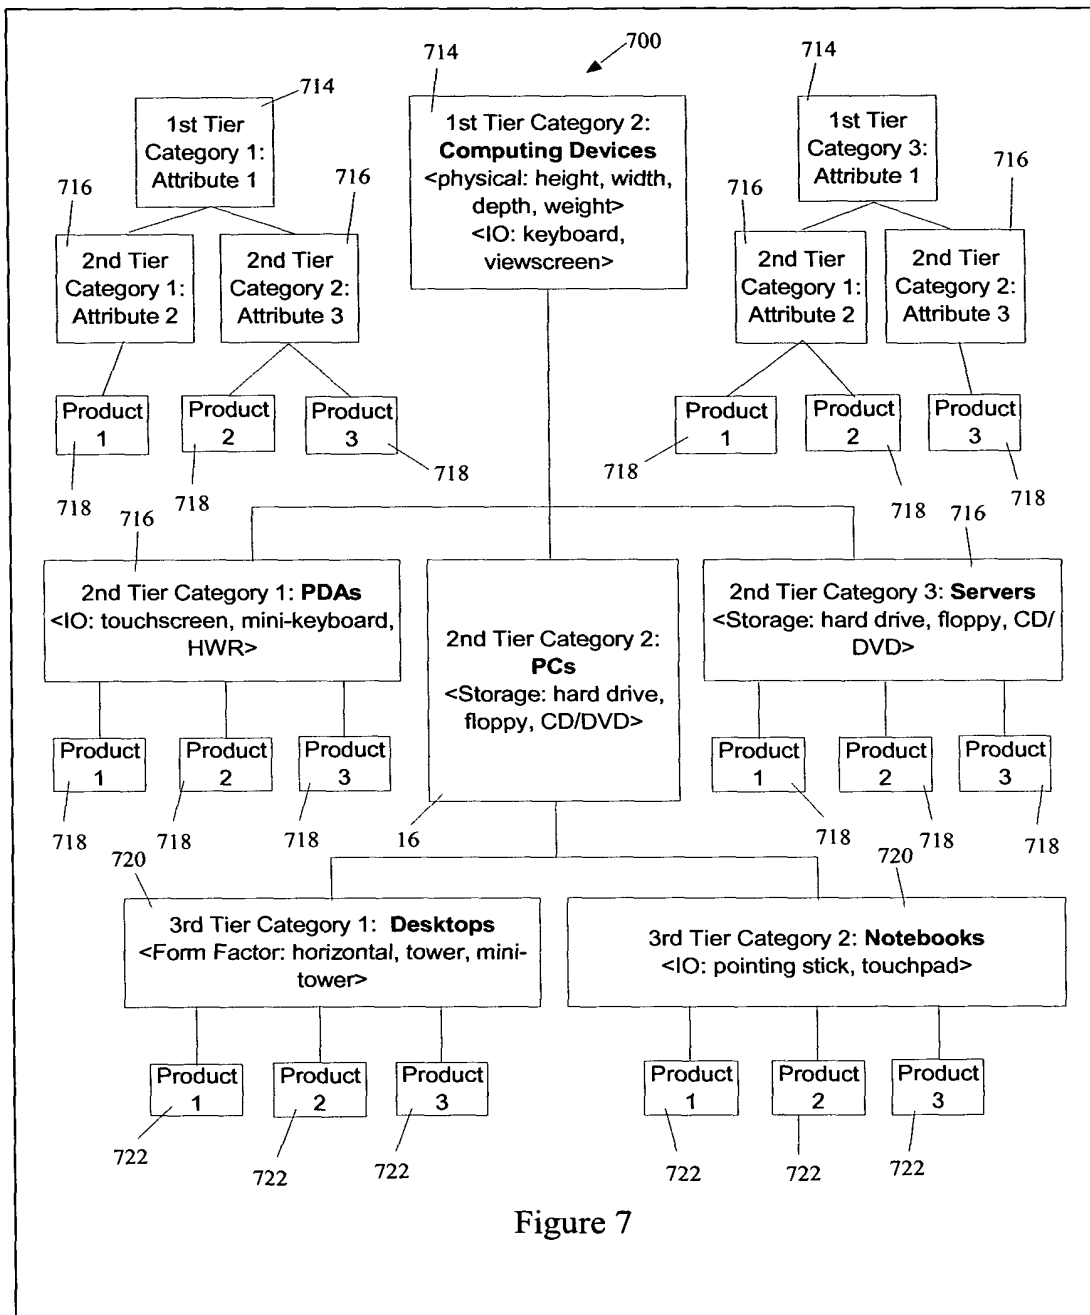 700
714
1st Tier
Category 1:
Attribute 1
716
2nd Tier
Category 1:
Attribute 2
716
2nd Tier
Category 2:
Attribute 3
Product
1
718
Product
2
718
Product
3
718
714
1st Tier Category 2:
Computing Devices
<physical: height, width,
depth, weight>
<IO: keyboard,
viewscreen>
714
1st Tier
Category 3:
Attribute 1
716
2nd Tier
Category 1:
Attribute 2
716
2nd Tier
Category 2:
Attribute 3
Product
1
718
Product
2
718
Product
3
718
716
2nd Tier Category 1: PDAs
<IO: touchscreen, mini-keyboard,
HWR>
Product
1
718
Product
2
718
Product
3
718
2nd Tier Category 2:
PCs
<Storage: hard drive,
floppy, CD/DVD>
16
716
2nd Tier Category 3: Servers
<Storage: hard drive, floppy, CD/
DVD>
Product
1
718
Product
2
718
Product
3
718
720
3rd Tier Category 1: Desktops
<Form Factor: horizontal, tower, mini-
tower>
Product
1
722
Product
2
722
Product
3
722
720
3rd Tier Category 2: Notebooks
<IO: pointing stick, touchpad>
Product
1
722
Product
2
722
Product
3
722
Figure 7